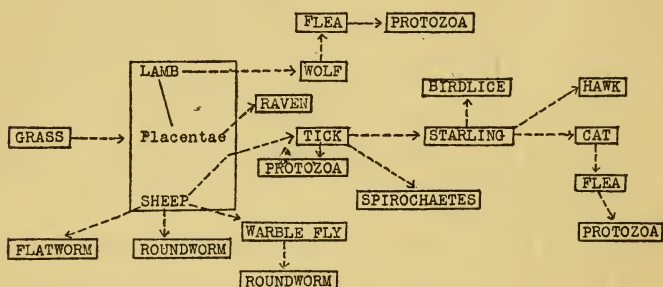 FLEA
PROTOZOA
LAMB
WOLF
BIRDLICE
HAWK
RAVEN
GRASS
Placentae
TICK
STARLING
CAT
PROTOZOA
FLEA
SHEEP
SPIROCHAETES
WARBLE FLY
PROTOZOA
FLATWORM
ROUNDWORM
ROUNDWORM